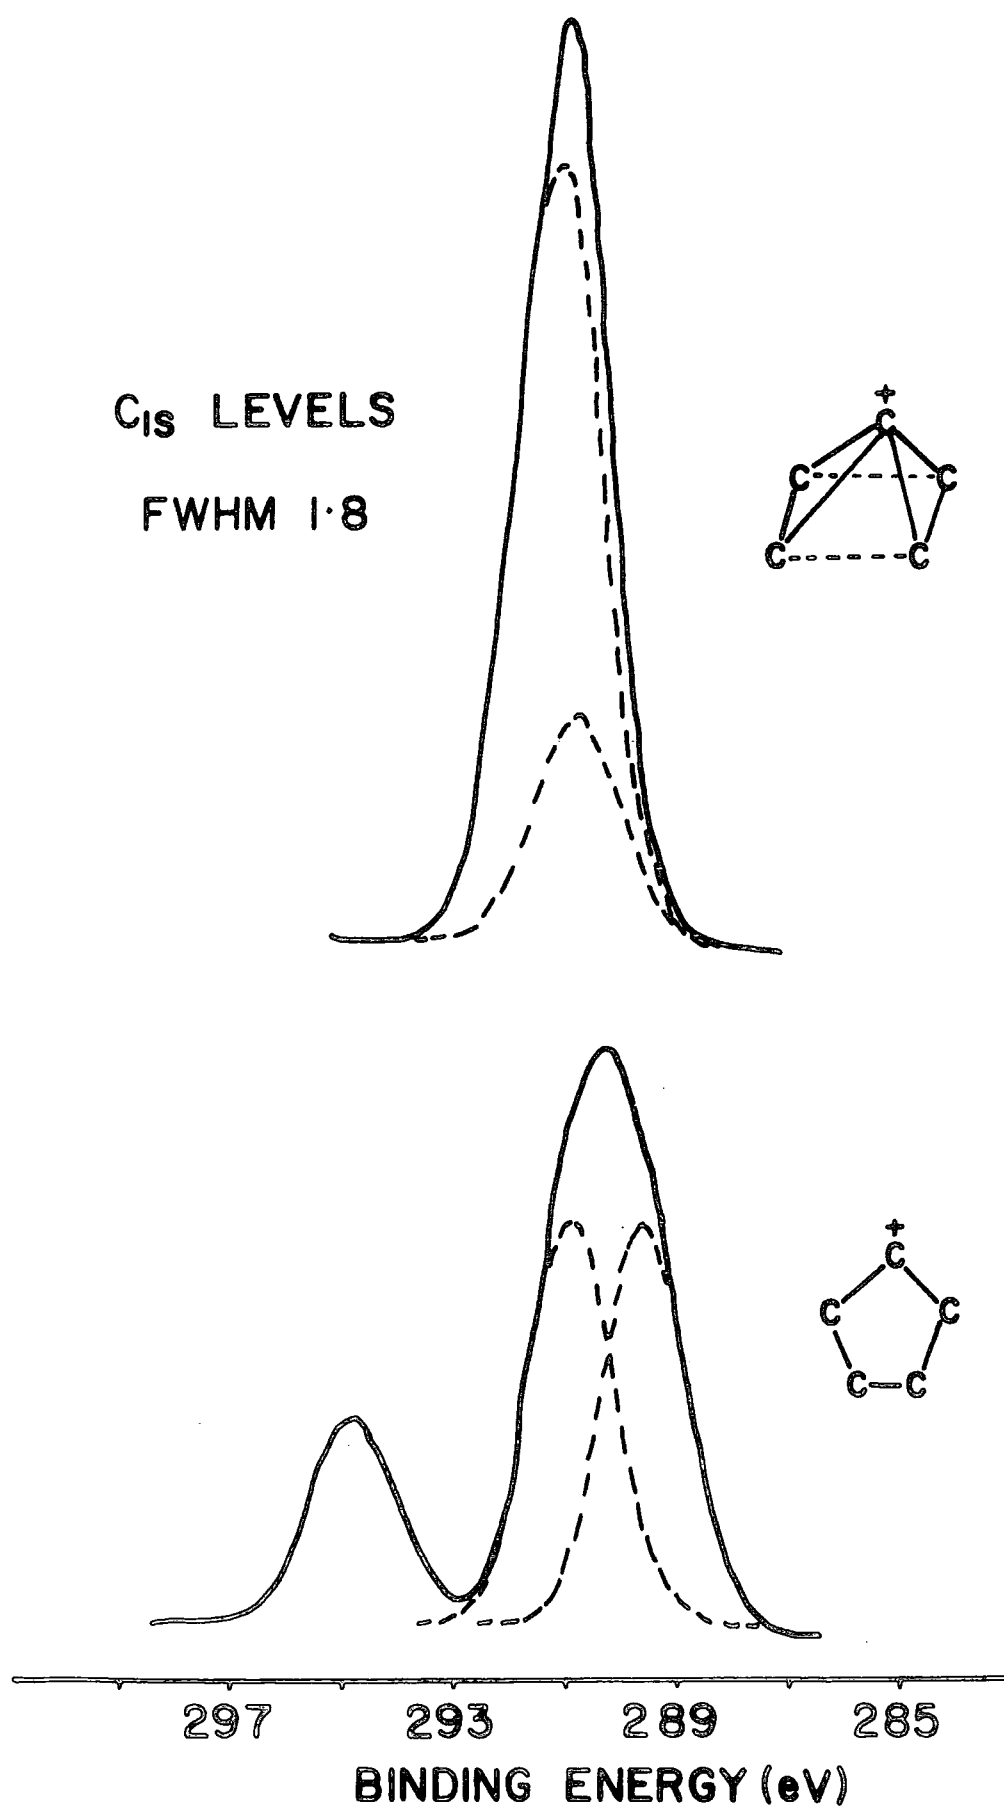 C1S LEVELS
FWHM 1·8
+
C
C C
C C
+
C
C C
C C
297 293 289 285
BINDING ENERGY (eV)